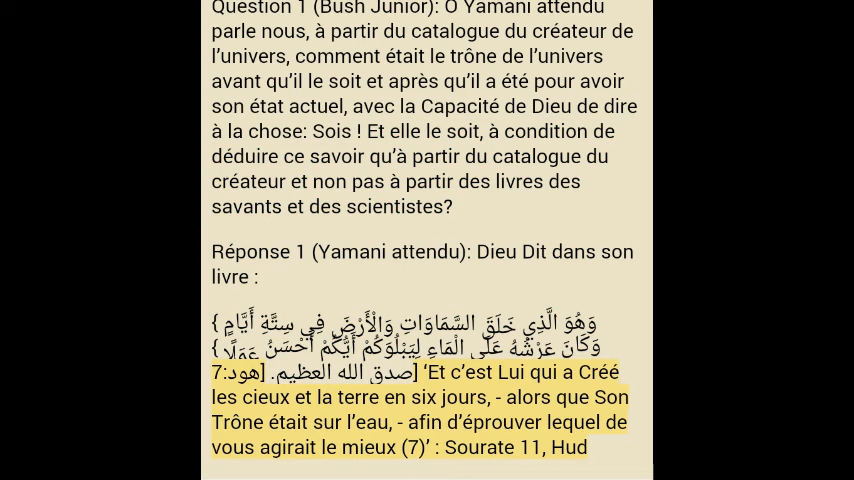 Question 1 (Bush Junior): O Yamani attendu
parle nous, à partir du catalogue du créateur de
l’univers, comment était le trône de l’univers
avant qu’il le soit et après qu’il a été pour avoir
son état actuel, avec la Capacité de Dieu de dire
à la chose: Sois ! Et elle le soit, à condition de
déduire ce savoir qu’à partir du catalogue du
créateur et non pas à partir des livres des
savants et des scientistes?
Réponse 1 (Yamani attendu): Dieu Dit dans son
livre :
{ وَهُوَ الَّذِي خَلَقَ السَّمَاوَاتِ وَالْأَرْضَ فِي سِتَّةِ أَيَّامٍ
{ وَكَانَ عَرْشُهُ عَلَى الْمَاءِ لِيَبْلُوَكُمْ أَيُّكُمْ أَحْسَنُ عَمَلًا
7:هود] .صدق الله العظيم] ‘Et c’est Lui qui a Créé
les cieux et la terre en six jours, - alors que Son
Trône était sur l’eau, - afin d’éprouver lequel de
vous agirait le mieux (7)’ : Sourate 11, Hud